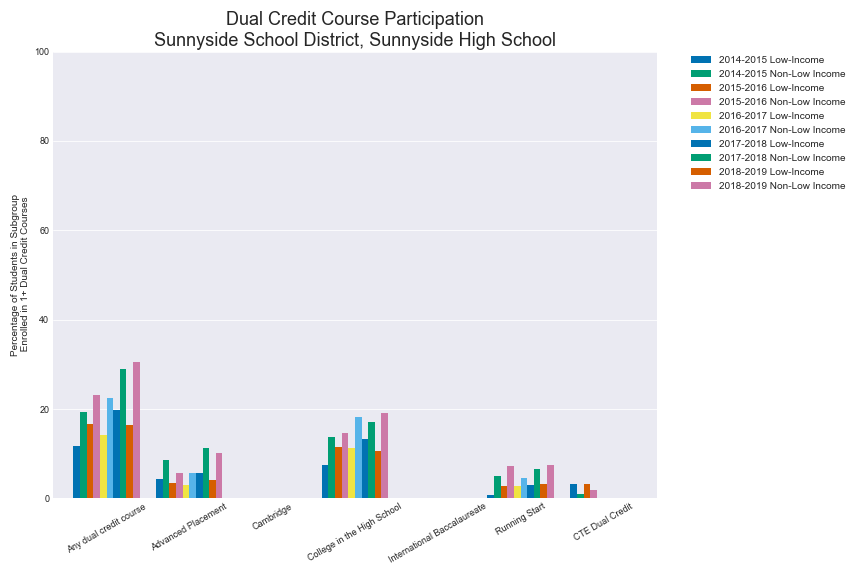 Dual Credit Course Participation
Sunnyside School District, Sunnyside High School
Percentage of Students in Subgroup
Enrolled in 1+ Dual Credit Courses
100
80
60
40
20
0
Any dual credit course
Advanced Placement
Cambridge
College in the High School
International Baccalaureate
Running Start
CTE Dual Credit
2014-2015 Low-Income
2014-2015 Non-Low Income
2015-2016 Low-Income
2015-2016 Non-Low Income
2016-2017 Low-Income
2016-2017 Non-Low Income
2017-2018 Low-Income
2017-2018 Non-Low Income
2018-2019 Low-Income
2018-2019 Non-Low Income